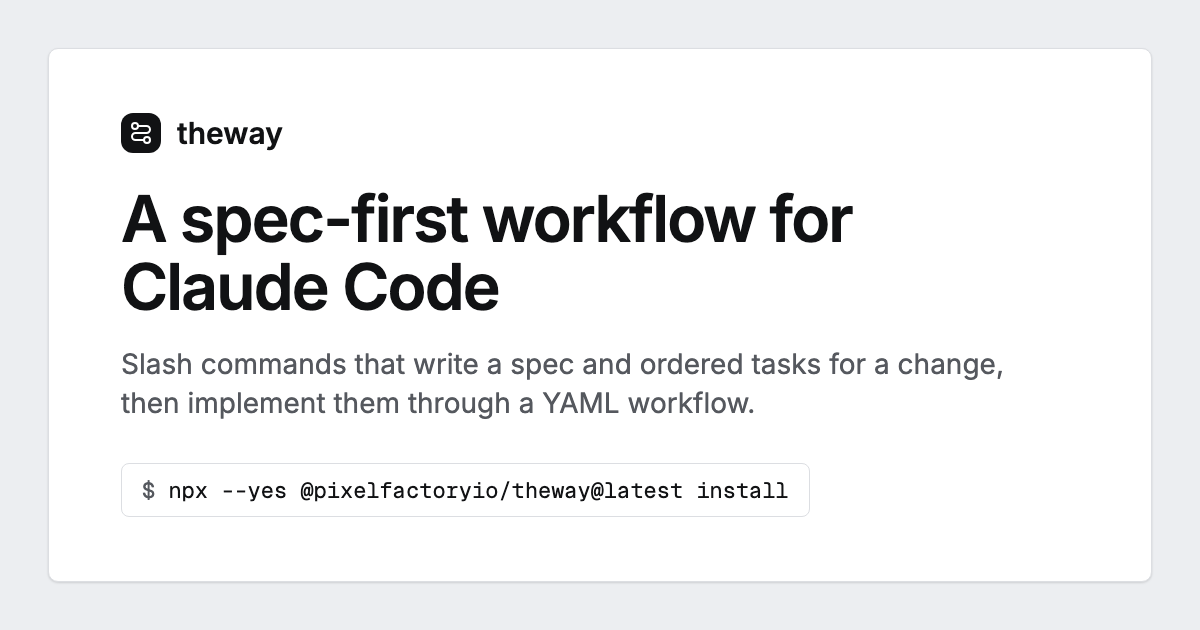 theway
A spec-first workflow for
Claude Code
Slash commands that write a spec and ordered tasks for a change,
then implement them through a YAML workflow.
$ npx --yes @pixelfactoryio/theway@latest install